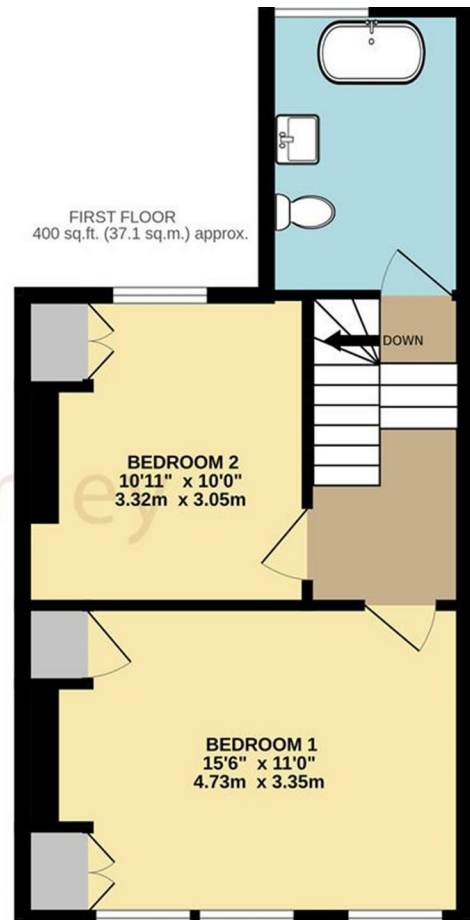 FIRST FLOOR
400 sq.ft. (37.1 sq.m.) approx.
DOWN
BEDROOM 2
10'11" x 10'0"
3.32m x 3.05m
BEDROOM 1
15'6" x 11'0"
4.73m x 3.35m